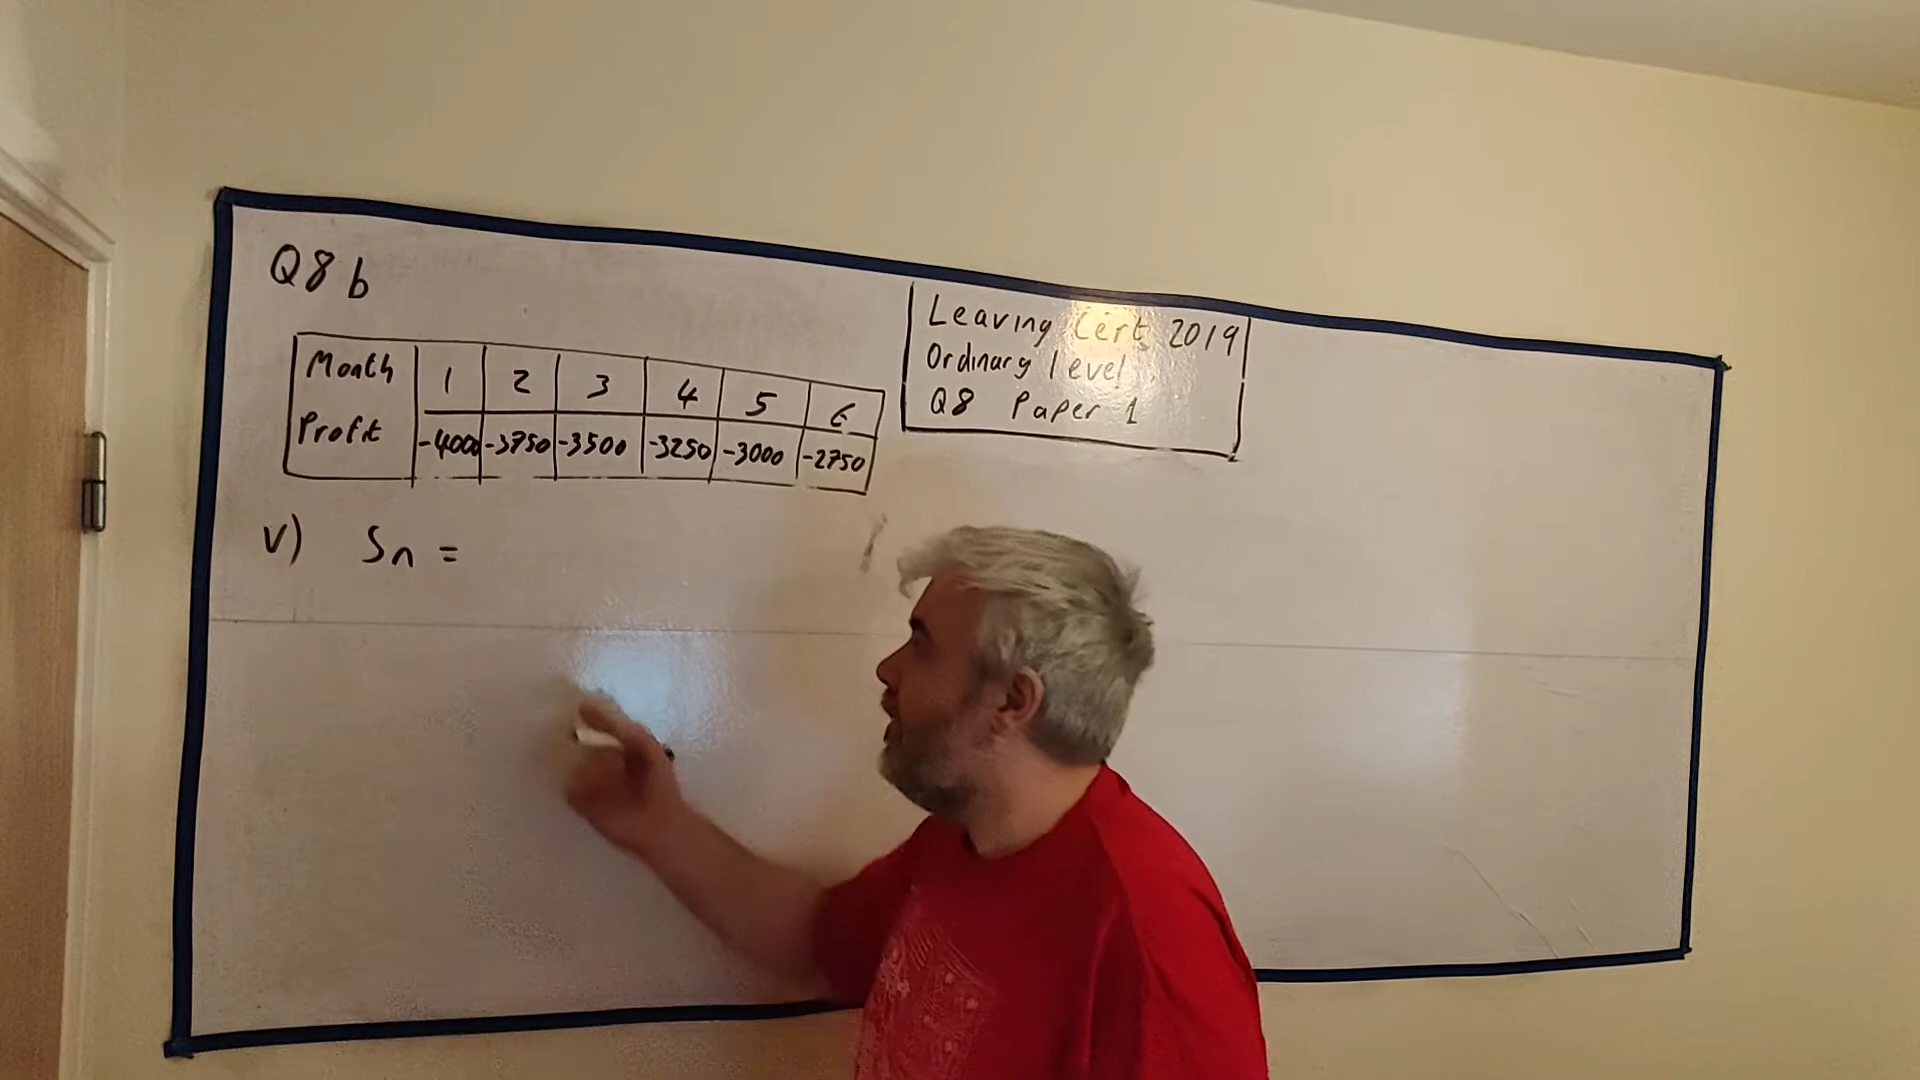 Q8 b
Month 1 2 3 4 5 6
Profit -4000 -3750 -3500 -3250 -3000 -2750
Leaving Cert 2019
Ordinary level
Q8 Paper 1
v) Sn =